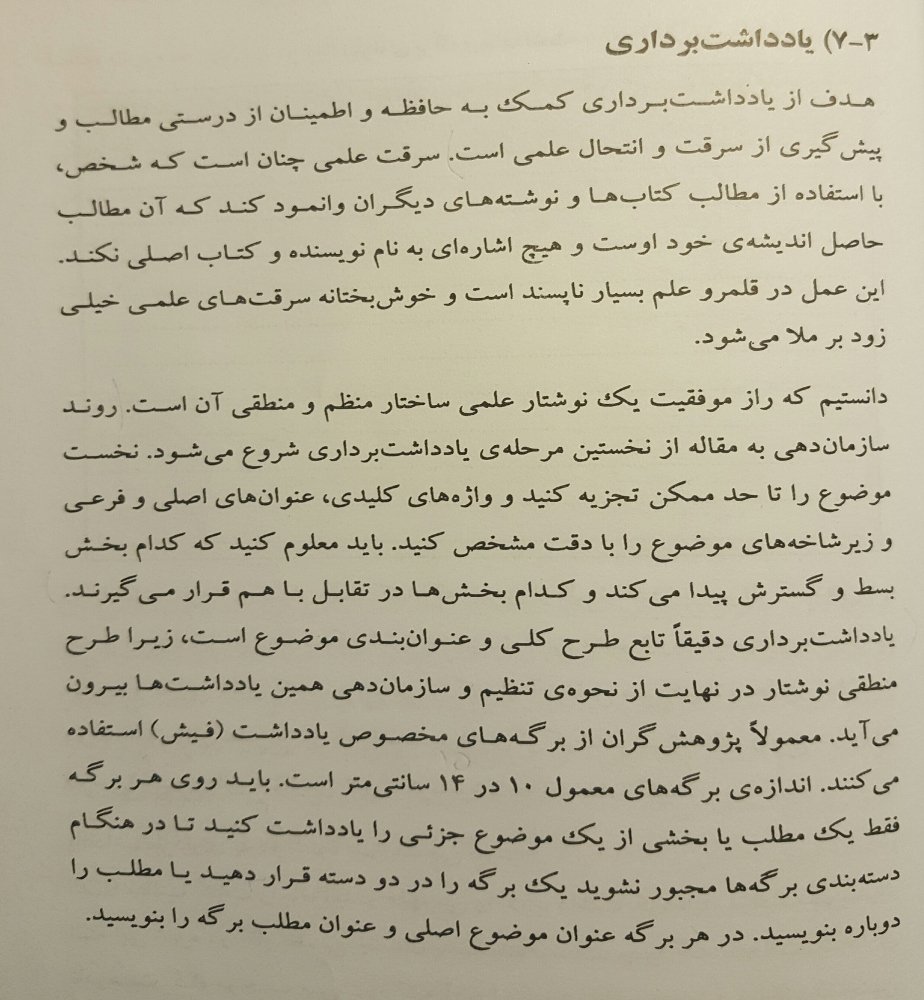 ۳-۷) یادداشت‌برداری
هدف از یادداشت‌برداری کمک به حافظه و اطمینان از درستی مطالب و
پیش‌گیری از سرقت و انتحال علمی است. سرقت علمی چنان است که شخص،
با استفاده از مطالب کتاب‌ها و نوشته‌های دیگران وانمود کند که آن مطالب
حاصل اندیشه‌ی خود اوست و هیچ اشاره‌ای به نام نویسنده و کتاب اصلی نکند.
این عمل در قلمرو علم بسیار ناپسند است و خوش‌بختانه سرقت‌های علمی خیلی
زود بر ملا می‌شود.
دانستیم که راز موفقیت یک نوشتار علمی ساختار منظم و منطقی آن است. روند
سازمان‌دهی به مقاله از نخستین مرحله‌ی یادداشت‌برداری شروع می‌شود. نخست
موضوع را تا حد ممکن تجزیه کنید و واژه‌های کلیدی، عنوان‌های اصلی و فرعی
و زیرشاخه‌های موضوع را با دقت مشخص کنید. باید معلوم کنید که کدام بخش
بسط و گسترش پیدا می‌کند و کدام بخش‌ها در تقابل با هم قرار می‌گیرند.
یادداشت‌برداری دقیقاً تابع طرح کلی و عنوان‌بندی موضوع است، زیرا طرح
منطقی نوشتار در نهایت از نحوه‌ی تنظیم و سازمان‌دهی همین یادداشت‌ها بیرون
می‌آید. معمولاً پژوهش‌گران از برگه‌های مخصوص یادداشت (فیش) استفاده
می‌کنند. اندازه‌ی برگه‌های معمول ۱۰ در ۱۴ سانتی‌متر است. باید روی هر برگه
فقط یک مطلب یا بخشی از یک موضوع جزئی را یادداشت کنید تا در هنگام
دسته‌بندی برگه‌ها مجبور نشوید یک برگه را در دو دسته قرار دهید یا مطلب را
دوباره بنویسید. در هر برگه عنوان موضوع اصلی و عنوان مطلب برگه را بنویسید.